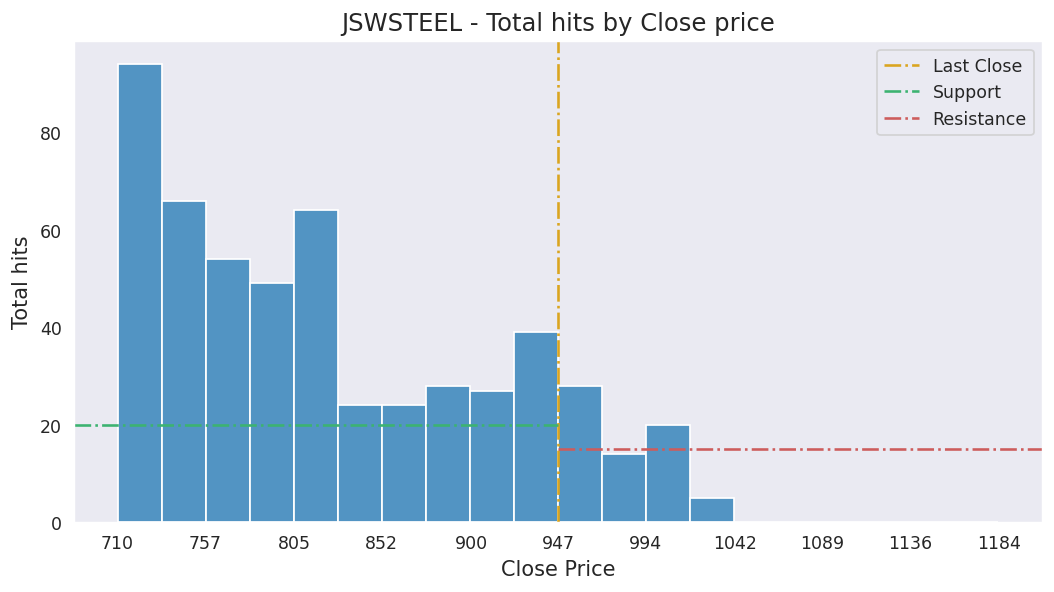 JSWSTEEL - Total hits by Close price
Last Close
Support
Resistance
Total hits
80
60
40
20
0
710 757 805 852 900 947 994 1042 1089 1136 1184
Close Price